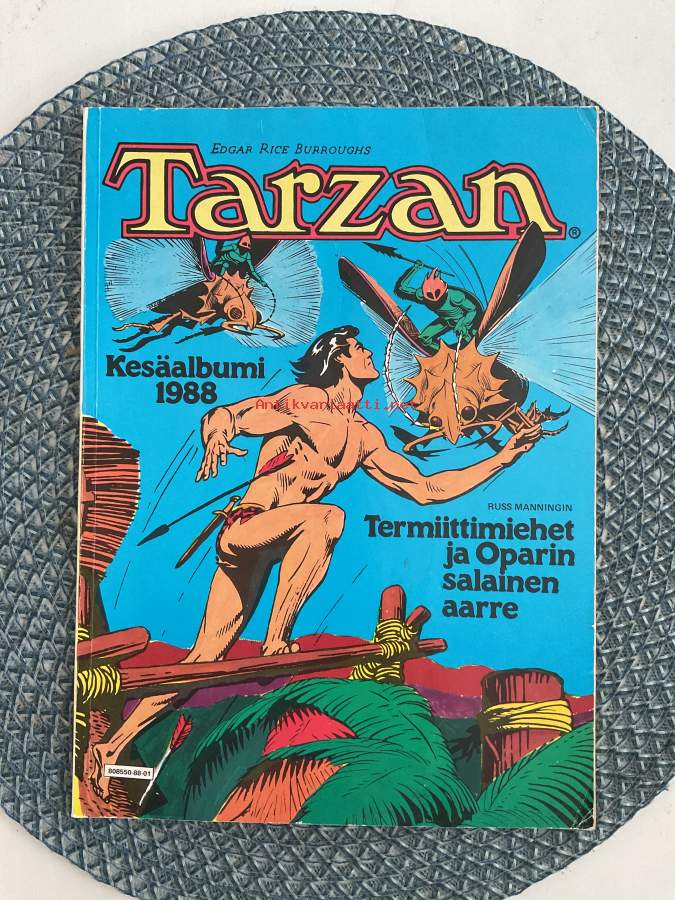 EDGAR RICE BURROUGHS
Tarzan®
Kesäalbumi
1988
Antikvariaatti.net
RUSS MANNINGIN
Termiittimiehet
ja Oparin
salainen
aarre
808550-88-01